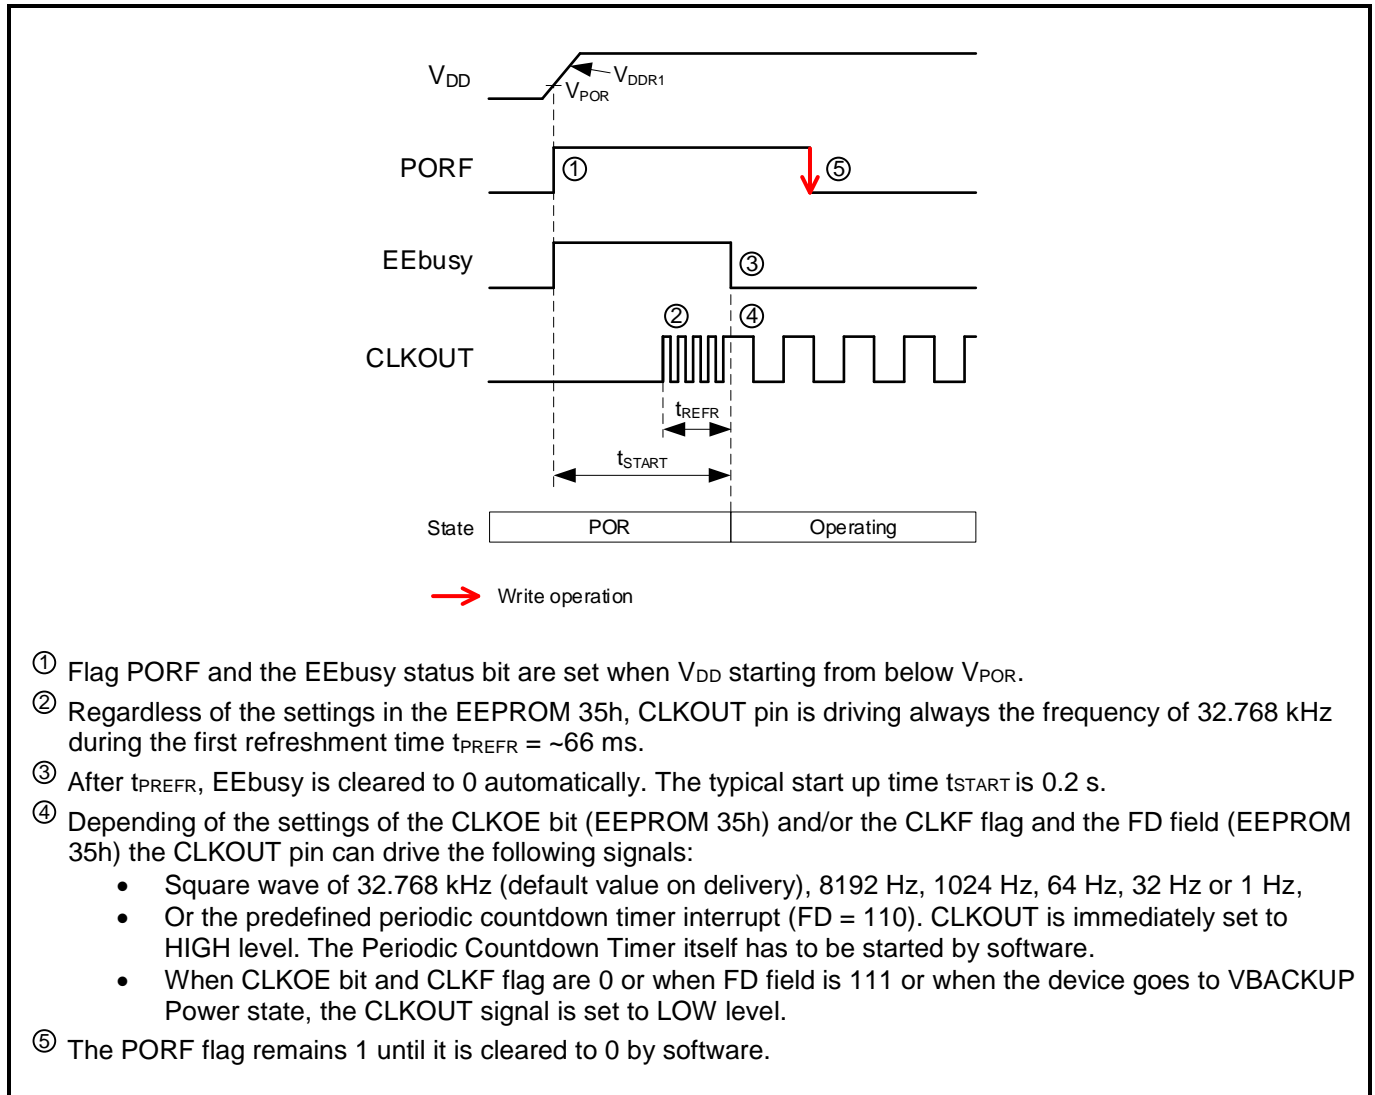 VDD
VDDR1
VPOR
PORF
①
⑤
EEbusy
③
②
④
CLKOUT
tREFR
tSTART
State
POR
Operating
Write operation
① Flag PORF and the EEbusy status bit are set when VDD starting from below VPOR.
② Regardless of the settings in the EEPROM 35h, CLKOUT pin is driving always the frequency of 32.768 kHz
during the first refreshment time tPREFR = ~66 ms.
③ After tPREFR, EEbusy is cleared to 0 automatically. The typical start up time tSTART is 0.2 s.
④ Depending of the settings of the CLKOE bit (EEPROM 35h) and/or the CLKF flag and the FD field (EEPROM
35h) the CLKOUT pin can drive the following signals:
• Square wave of 32.768 kHz (default value on delivery), 8192 Hz, 1024 Hz, 64 Hz, 32 Hz or 1 Hz,
• Or the predefined periodic countdown timer interrupt (FD = 110). CLKOUT is immediately set to
HIGH level. The Periodic Countdown Timer itself has to be started by software.
• When CLKOE bit and CLKF flag are 0 or when FD field is 111 or when the device goes to VBACKUP
Power state, the CLKOUT signal is set to LOW level.
⑤ The PORF flag remains 1 until it is cleared to 0 by software.